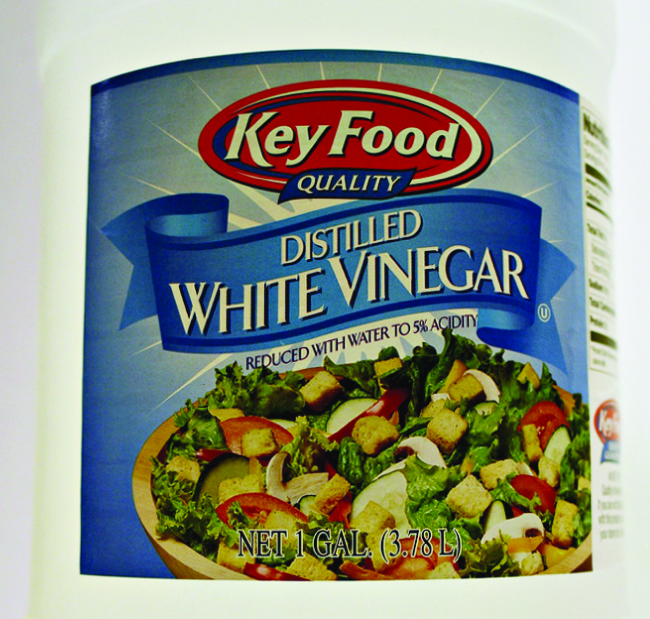 Key Food
QUALITY
DISTILLED
WHITE VINEGAR
REDUCED WITH WATER TO 5% ACIDITY
U
NET 1 GAL. (3.78 L)